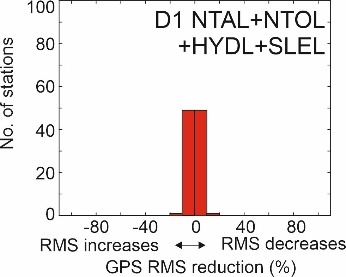 100
80
60
40
20
0
No. of stations
D1 NTAL+NTOL
+HYDL+SLEL
-80 -40 0 40 80
RMS increases RMS decreases
GPS RMS reduction (%)